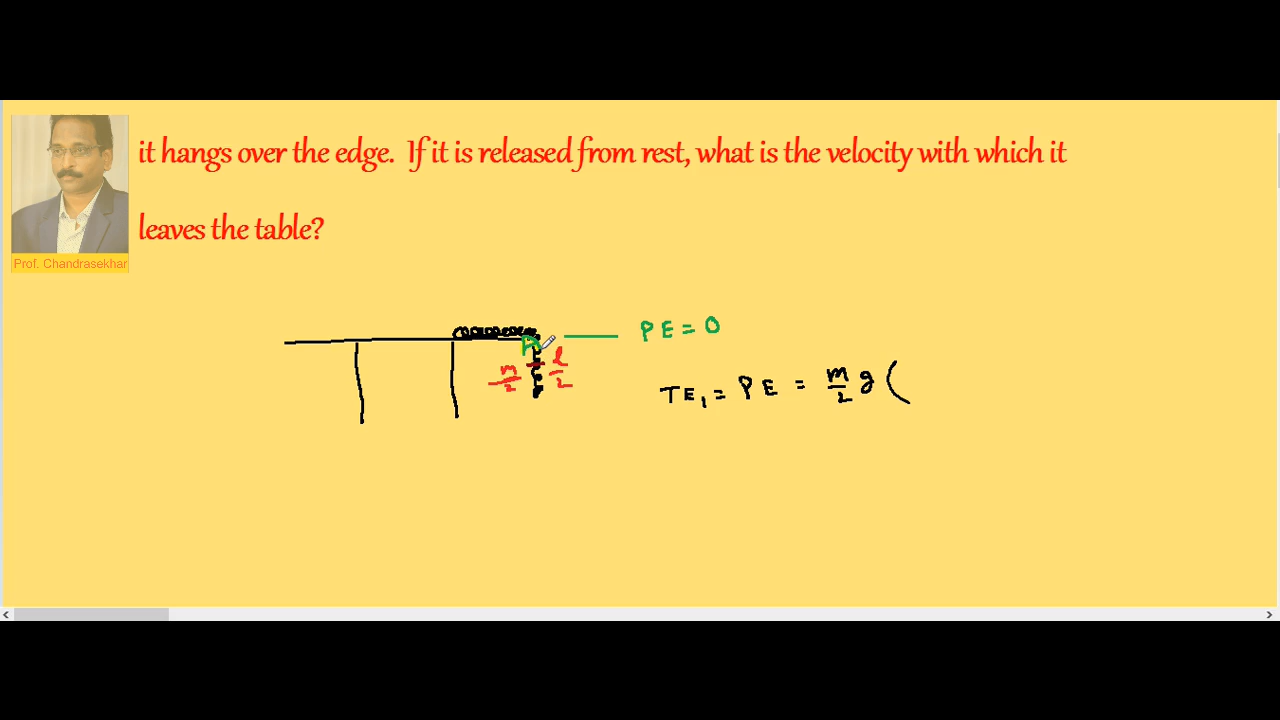 it hangs over the edge. If it is released from rest, what is the velocity with which it
leaves the table?
Prof. Chandrasekhar
PE = 0
m/2 l/2
TE₁ = PE = m/2 g (